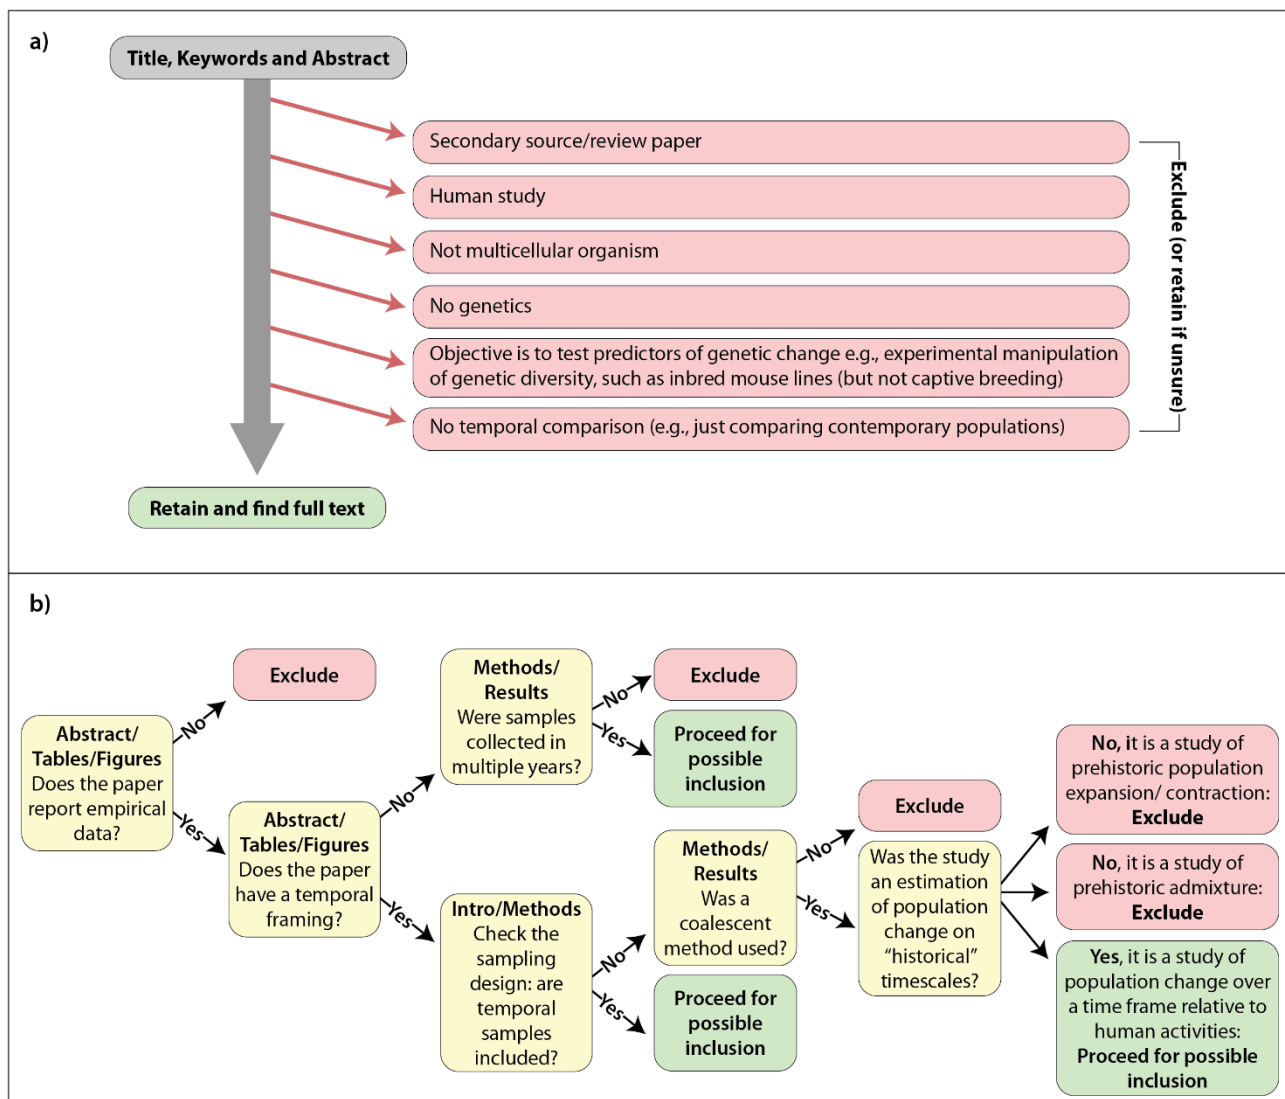 a)
Title, Keywords and Abstract
Secondary source/review paper
Human study
Not multicellular organism
No genetics
Objective is to test predictors of genetic change e.g., experimental manipulation
of genetic diversity, such as inbred mouse lines (but not captive breeding)
No temporal comparison (e.g., just comparing contemporary populations)
Exclude (or retain if unsure)
Retain and find full text
b)
Abstract/
Tables/Figures
Does the paper
report empirical
data?
No
Exclude
Yes
Abstract/
Tables/Figures
Does the paper
have a temporal
framing?
No
Methods/
Results
Were samples
collected in
multiple years?
No
Exclude
Yes
Proceed for
possible
inclusion
Yes
Intro/Methods
Check the
sampling
design: are
temporal
samples
included?
No
Methods/
Results
Was a
coalescent
method used?
Yes
Proceed for
possible
inclusion
No
Exclude
Yes
Was the study
an estimation
of population
change on
“historical”
timescales?
No, it is a study of
prehistoric population
expansion/ contraction:
Exclude
No, it is a study of
prehistoric admixture:
Exclude
Yes, it is a study of
population change over
a time frame relative to
human activities:
Proceed for possible
inclusion